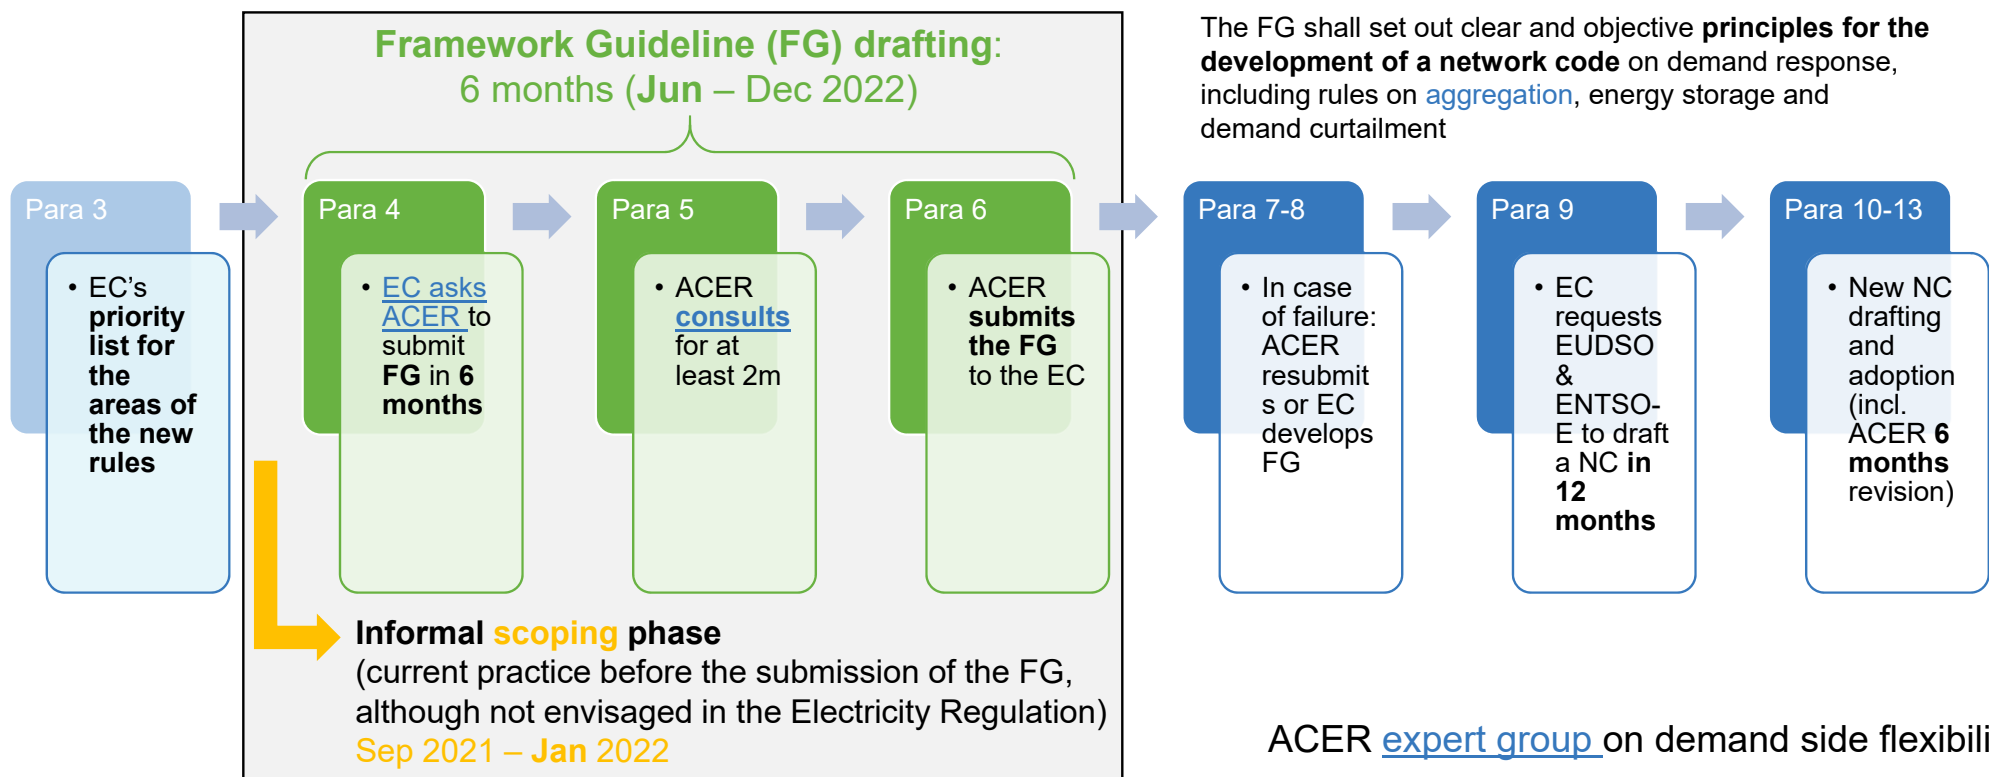 Framework Guideline (FG) drafting:
6 months (Jun – Dec 2022)
The FG shall set out clear and objective principles for the
development of a network code on demand response,
including rules on aggregation, energy storage and
demand curtailment
Para 3
• EC's
priority
list for
the
areas of
the new
rules
Para 4
• EC asks
ACER to
submit
FG in 6
months
Para 5
• ACER
consults
for at
least 2m
Para 6
• ACER
submits
the FG
to the EC
Para 7-8
• In case
of failure:
ACER
resubmit
s or EC
develops
FG
Para 9
• EC
requests
EUDSO
&
ENTSO-
E to draft
a NC in
12
months
Para 10-13
• New NC
drafting
and
adoption
(incl.
ACER 6
months
revision)
Informal scoping phase
(current practice before the submission of the FG,
although not envisaged in the Electricity Regulation)
Sep 2021 – Jan 2022
ACER expert group on demand side flexibili